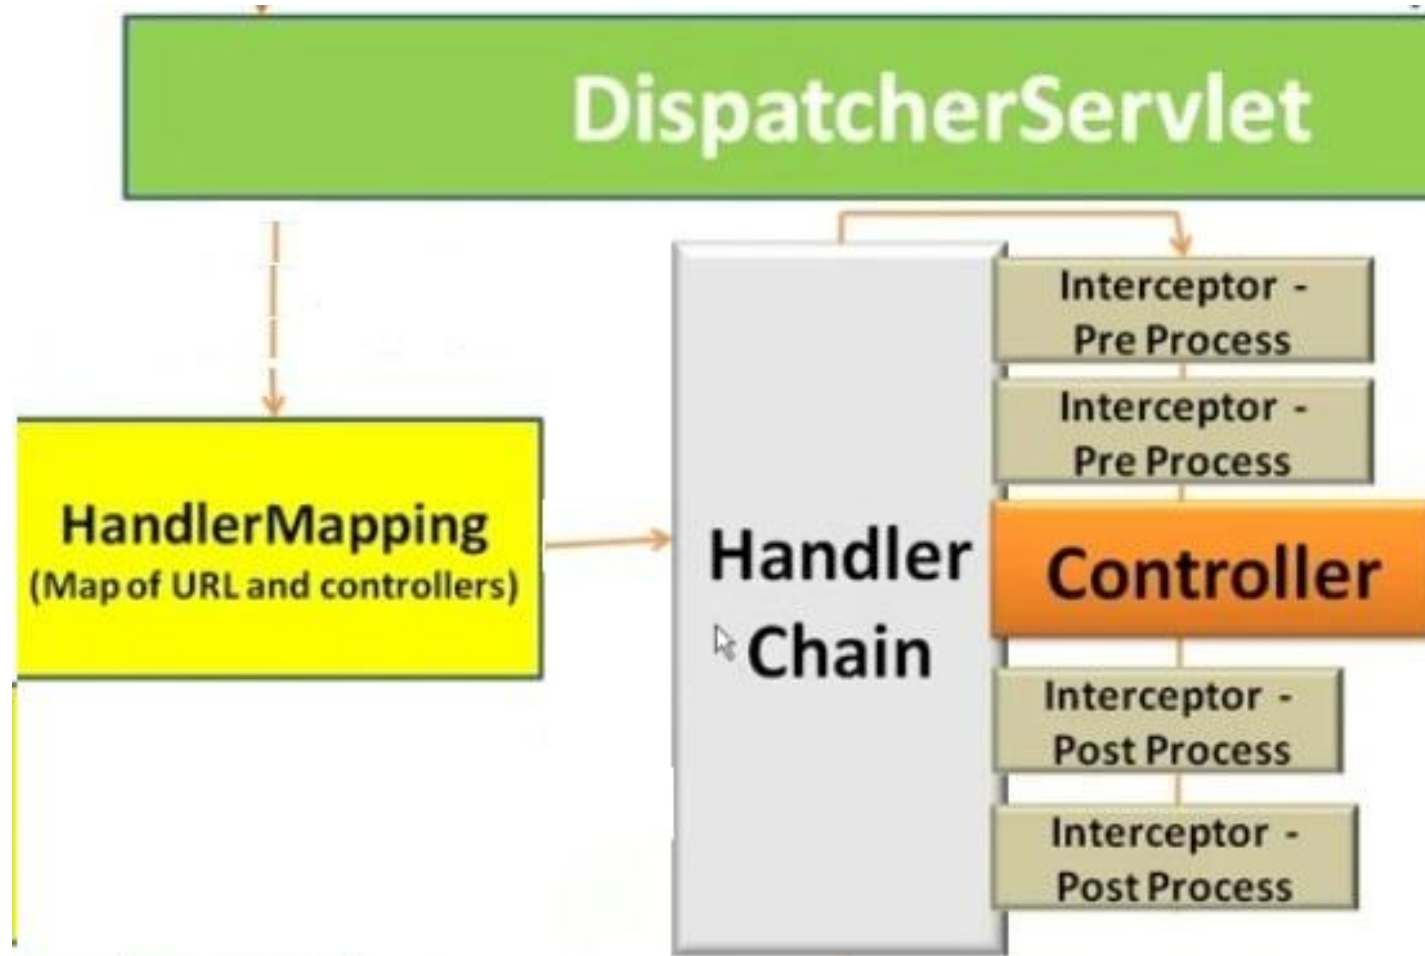 DispatcherServlet
Interceptor -
Pre Process
Interceptor -
Pre Process
HandlerMapping
(Map of URL and controllers)
Handler
Chain
Controller
Interceptor -
Post Process
Interceptor -
Post Process